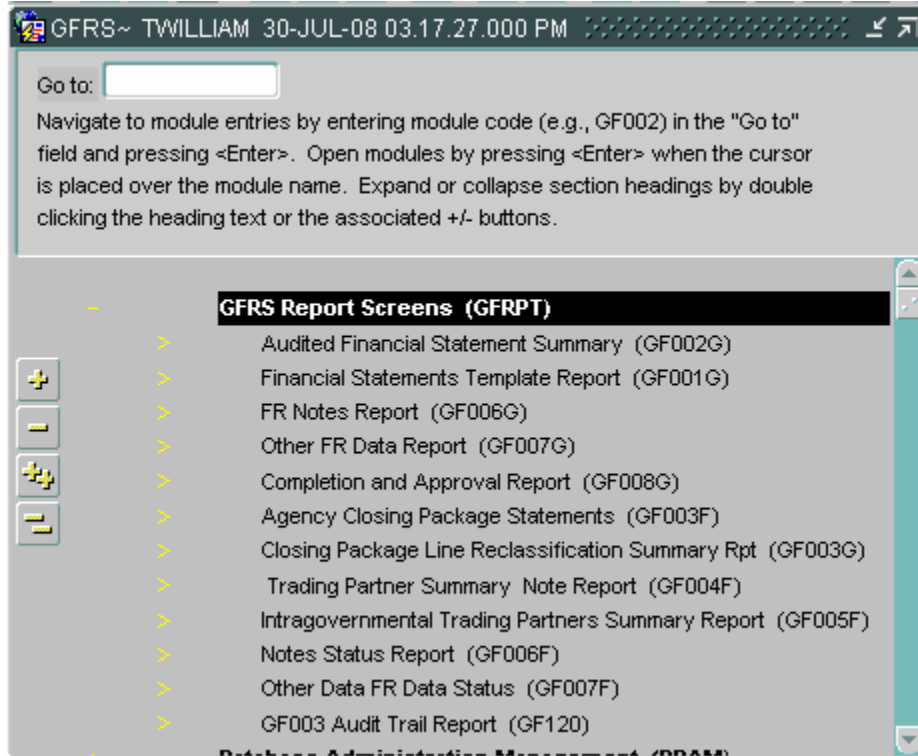 GFRS~ TWILLIAM 30-JUL-08 03.17.27.000 PM
Go to:
Navigate to module entries by entering module code (e.g., GF002) in the "Go to"
field and pressing <Enter>. Open modules by pressing <Enter> when the cursor
is placed over the module name. Expand or collapse section headings by double
clicking the heading text or the associated +/- buttons.
- GFRS Report Screens (GFRPT)
> Audited Financial Statement Summary (GF002G)
> Financial Statements Template Report (GF001G)
> FR Notes Report (GF006G)
> Other FR Data Report (GF007G)
> Completion and Approval Report (GF008G)
> Agency Closing Package Statements (GF003F)
> Closing Package Line Reclassification Summary Rpt (GF003G)
> Trading Partner Summary Note Report (GF004F)
> Intragovernmental Trading Partners Summary Report (GF005F)
> Notes Status Report (GF006F)
> Other Data FR Data Status (GF007F)
> GF003 Audit Trail Report (GF120)
Administration Management